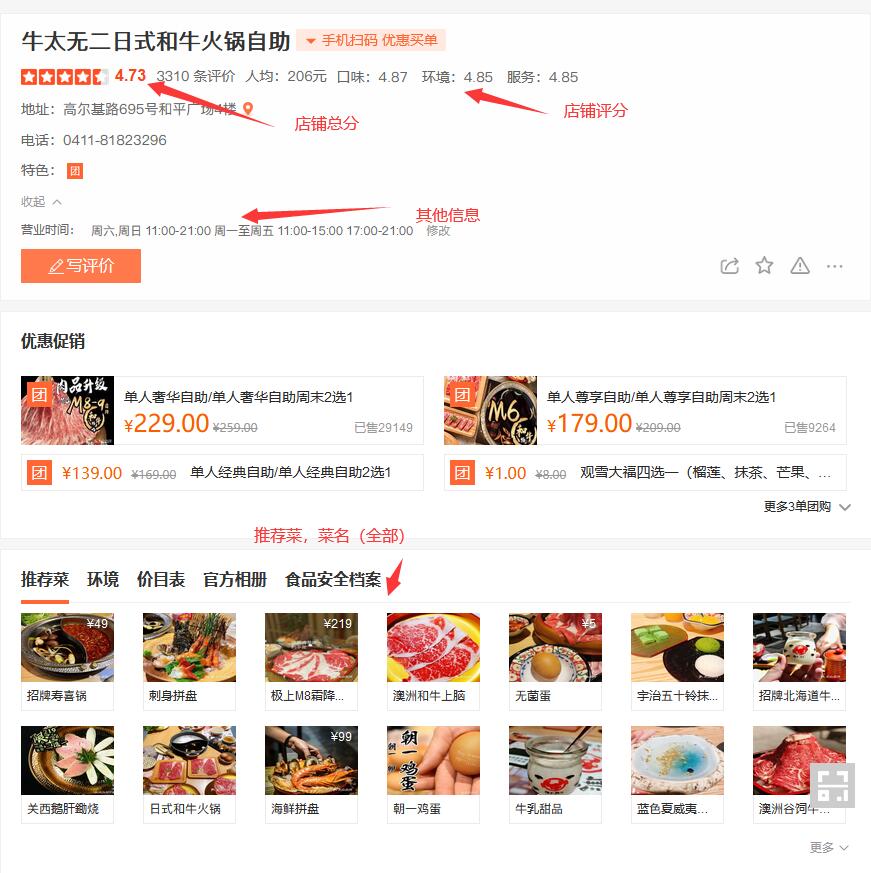 牛太无二日式和牛火锅自助 手机扫码 优惠买单
4.73 3310 条评价 人均：206元 口味：4.87 环境：4.85 服务：4.85
店铺总分
店铺评分
地址：高尔基路695号和平广场4楼
电话：0411-81823296
特色：团
收起
其他信息
营业时间： 周六,周日 11:00-21:00 周一至周五 11:00-15:00 17:00-21:00 修改
写评价
优惠促销
团 肉品升级 M8-9 和牛
单人奢华自助/单人奢华自助周末2选1
¥229.00 ¥259.00 已售29149
团 M6 和牛
单人尊享自助/单人尊享自助周末2选1
¥179.00 ¥209.00 已售9264
团 ¥139.00 ¥169.00 单人经典自助/单人经典自助2选1
团 ¥1.00 ¥8.00 观雪大福四选一（榴莲、抹茶、芒果、...
更多3单团购
推荐菜，菜名（全部）
推荐菜 环境 价目表 官方相册 食品安全档案
¥49 ¥219 ¥5
招牌寿喜锅 刺身拼盘 极上M8霜降... 澳洲和牛上脑 无菌蛋 宇治五十铃抹... 招牌北海道牛...
¥99
朝一鸡蛋
关西鹅肝锄烧 日式和牛火锅 海鲜拼盘 朝一鸡蛋 牛乳甜品 蓝色夏威夷... 澳洲谷饲牛...
更多